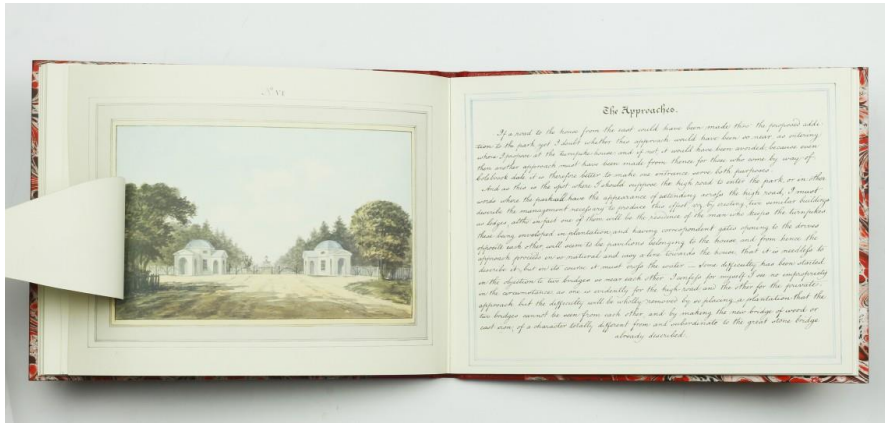 Nº VI
The Approaches.
If a road to the house from the east could have been made thro' the proposed addi-
tion to the park, yet I doubt whether this approach would have been so near, as entering
where I propose at the turnpike-house and if not, it would have been avoided, because even
then another approach must have been made from thence for those who come by way of
Colebrook dale it is therefore better to make one entrance serve both purposes.
And as this is the spot where I should suppose the high road to enter the park, or in other
words where the park will have the appearance of extending across the high road, I must
describe the management necessary to produce this effect viz. by erecting two similar buildings
as lodges, altho' in fact one of them will be the residence of the man who keeps the turnpike
these being enveloped in plantation, and having correspondent gates opening to the drives
opposite each other, will seem to be pavilions belonging to the house, and from hence the
approach proceeds in so natural and easy a line towards the house, that it is needless to
describe it, but in its course it must cross the water — Some difficulty has been started
on the objection to two bridges so near each other I confess for myself I see no impropriety
in the circumstance, as one is evidently for the high road and the other for the private
approach but the difficulty will be wholly removed by so placing a plantation that the
two bridges cannot be seen from each other, and by making the new bridge of wood or
cast iron, of a character totally different from and subordinate to the great stone bridge
already described.